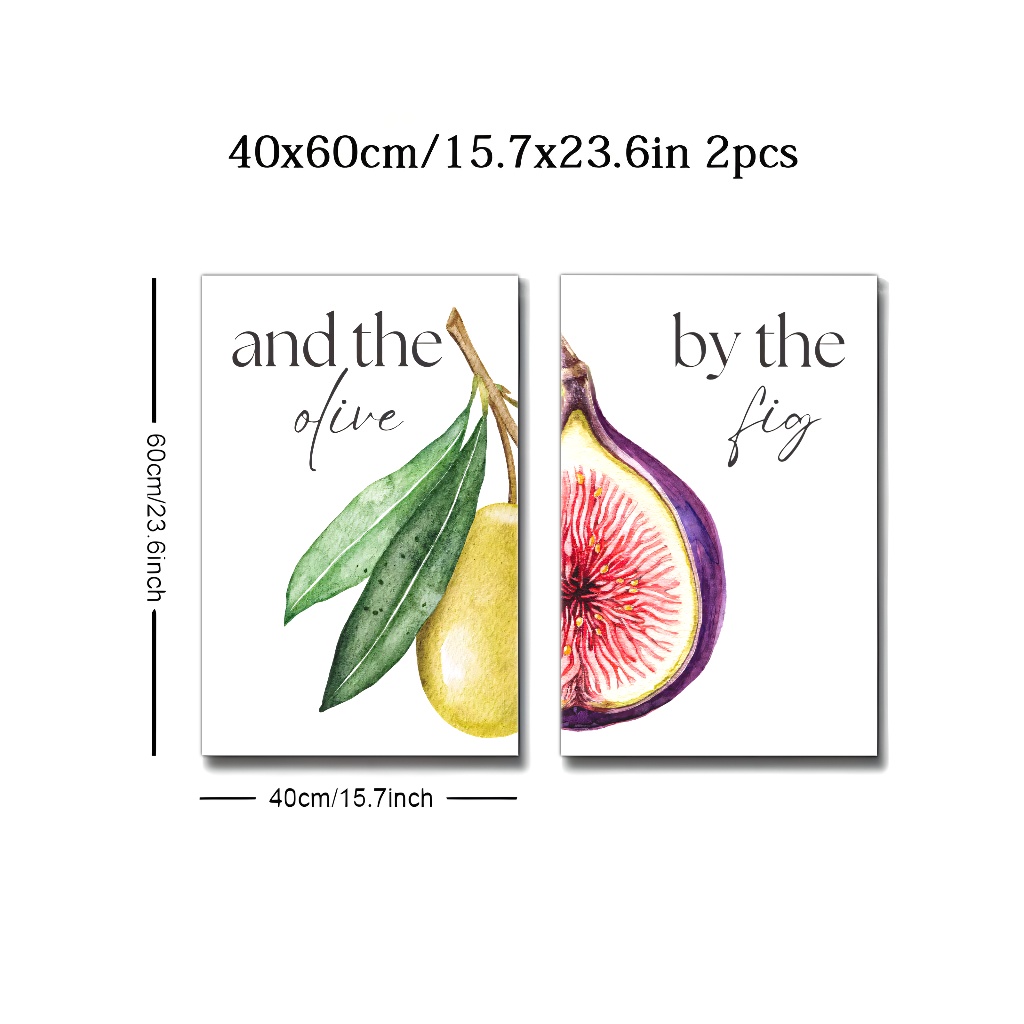 40x60cm/15.7x23.6in 2pcs
and the
olive
by the
fig
60cm/23.6inch
40cm/15.7inch